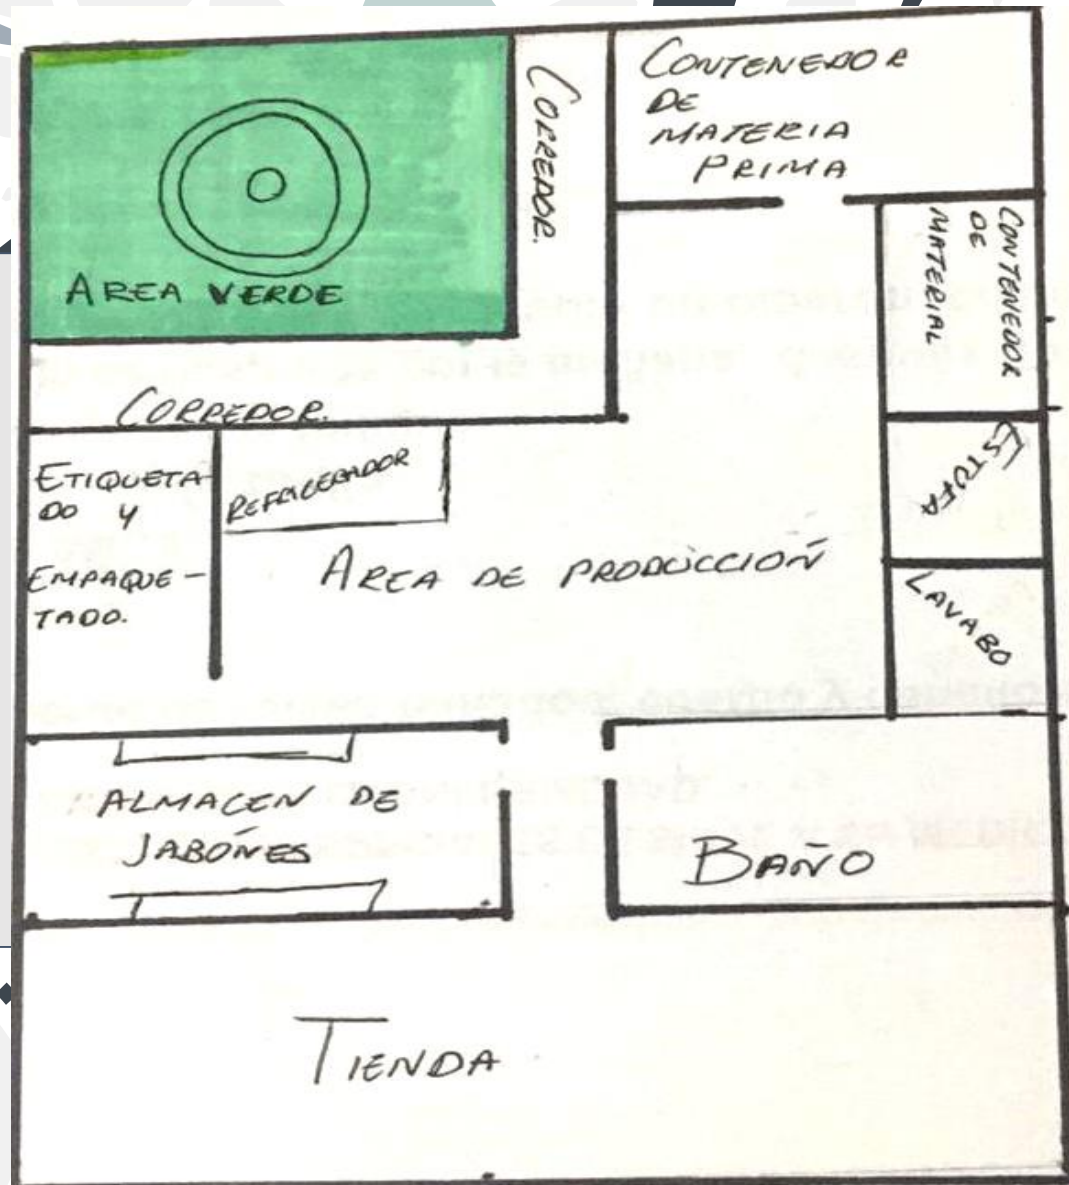 CORREDOR.
CONTENEDOR
DE
MATERIA
PRIMA
AREA VERDE
CONTENEDOR
DE
MATERIAL
CORREDOR.
ETIQUETA-
DO Y
EMPAQUE-
TADO.
REFRIGERADOR
ESTUFA
AREA DE PRODUCCIÓN
LAVABO
ALMACEN DE
JABÓNES
BAÑO
TIENDA